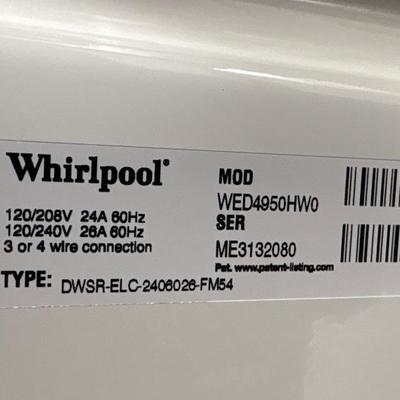 Whirlpool®
120/208V 24A 60Hz
120/240V 26A 60Hz
3 or 4 wire connection
MOD
WED4950HW0
SER
ME3132080
Pat. www.patent-listing.com
TYPE: DWSR-ELC-2406026-FM54